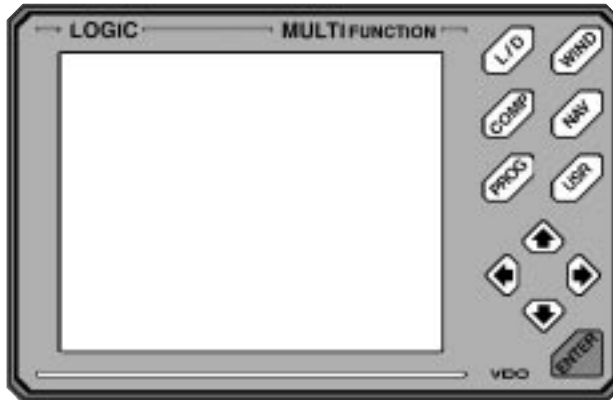 LOGIC MULTIFUNCTION
L/D WIND
COMP NAV
PROG USR
ENTER
VDO